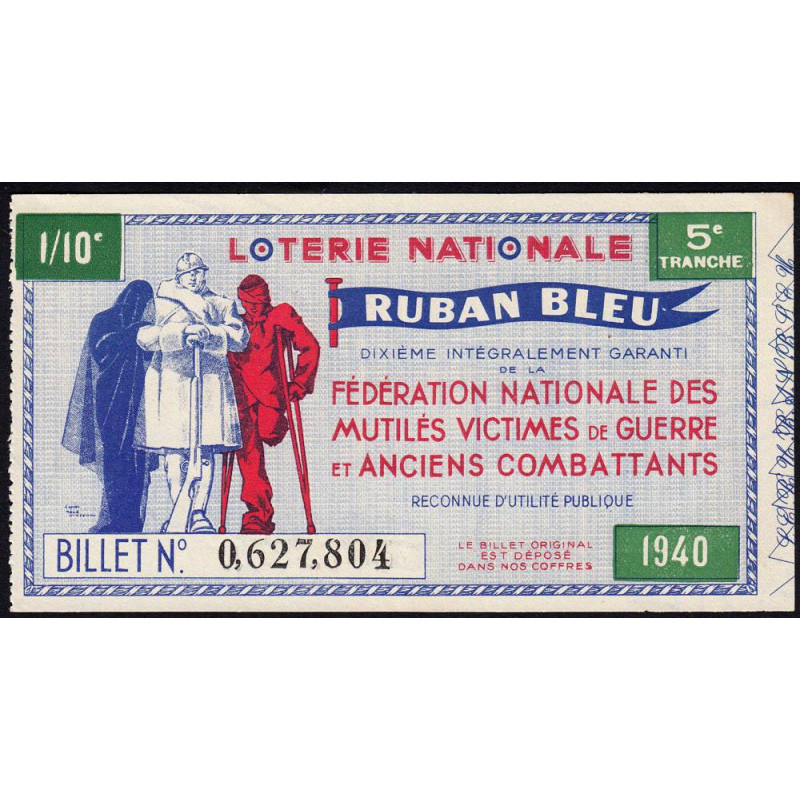 1/10e
LOTERIE NATIONALE
5e
TRANCHE
RUBAN BLEU
DIXIÈME INTÉGRALEMENT GARANTI
DE LA
FÉDÉRATION NATIONALE DES
MUTILÉS VICTIMES DE GUERRE
ET ANCIENS COMBATTANTS
RECONNUE D'UTILITÉ PUBLIQUE
BILLET No. 0,627,804
LE BILLET ORIGINAL
EST DÉPOSÉ
DANS NOS COFFRES
1940